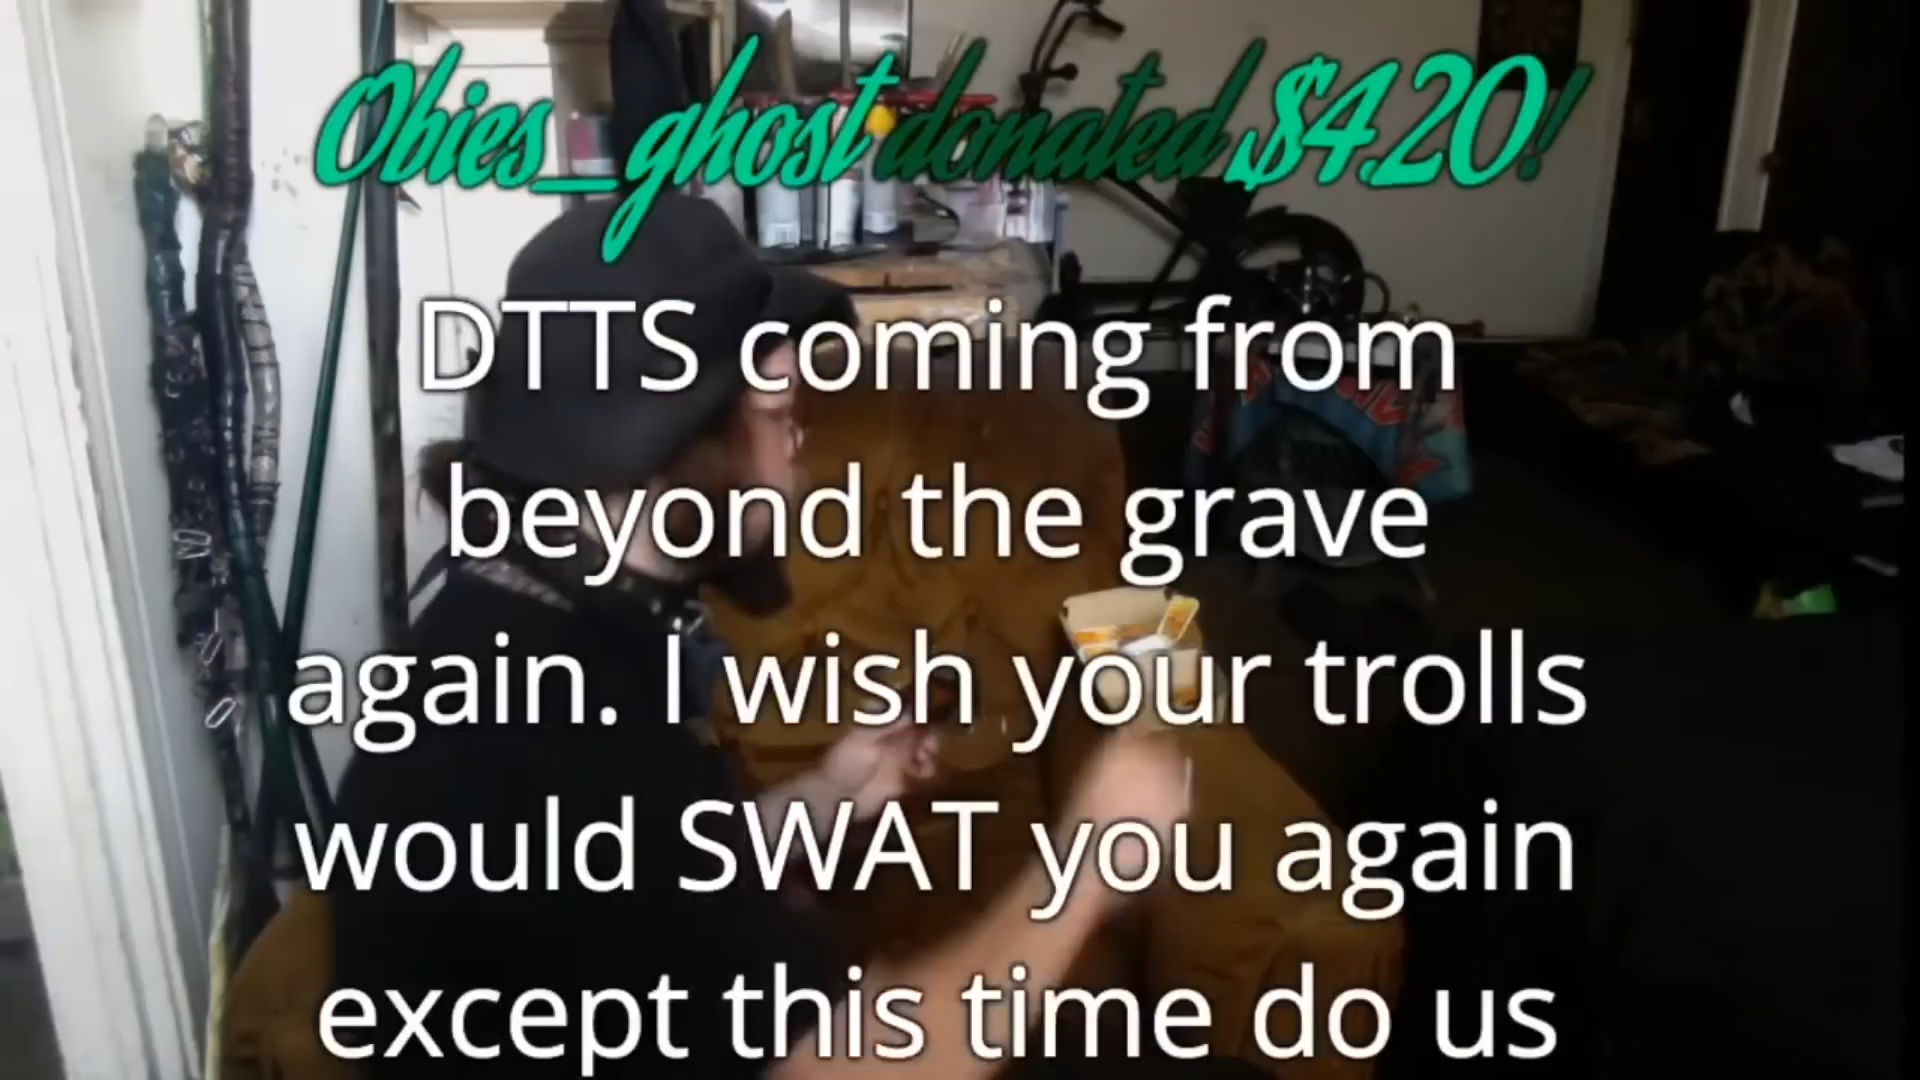 Obies_ghost donated $4.20!
DTTS coming from
beyond the grave
again. I wish your trolls
would SWAT you again
except this time do us